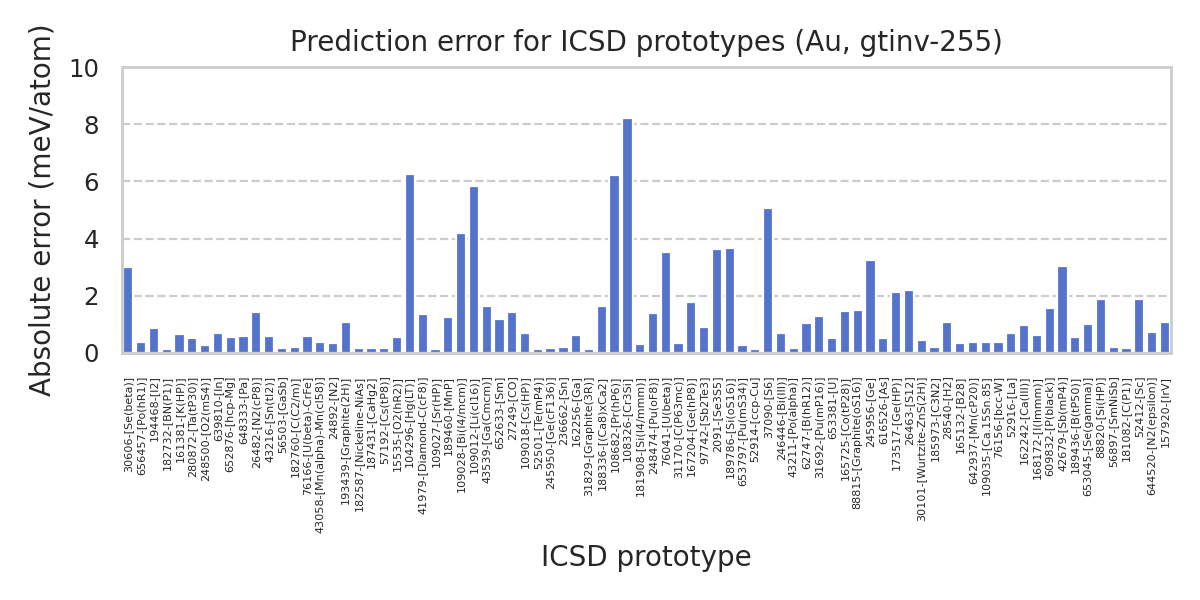 Prediction error for ICSD prototypes (Au, gtinv-255)
Absolute error (meV/atom)
10
8
6
4
2
0
30606-[Se(beta)]
656457-[Po(hR1)]
194468-[I2]
182732-[BN(P1)]
161381-[K(HP)]
280872-[Ta(tP30)]
248500-[O2(mS4)]
639810-[In]
652876-[hcp-Mg]
648333-[Pa]
26482-[N2(cP8)]
43216-[Sn(tI2)]
56503-[GaSb]
182760-[C(C2/m)]
76166-[U(beta)-CrFe]
43058-[Mn(alpha)-Mn(cI58)]
24892-[N2]
193439-[Graphite(2H)]
182587-[Nickeline-NiAs]
187431-[CaHg2]
57192-[Cs(tP8)]
15535-[O2(hR2)]
104296-[Hg(LT)]
41979-[Diamond-C(cF8)]
109027-[Sr(HP)]
189460-[MnP]
109028-[Bi(I4/mcm)]
109012-[Li(cI16)]
43539-[Ga(Cmcm)]
652633-[Sm]
27249-[CO]
109018-[Cs(HP)]
52501-[Te(mP4)]
245950-[Ge(cF136)]
236662-[Sn]
162256-[Ga]
31829-[Graphite(3R)]
188336-[(Ca8)xCa2]
108682-[Pr(hP6)]
108326-[Cr3Si]
181908-[Si(I4/mmm)]
248474-[Pu(oF8)]
76041-[U(beta)]
31170-[C(P63mc)]
167204-[Ge(hP8)]
97742-[Sb2Te3]
2091-[Se3S5]
189786-[Si(oS16)]
653797-[Pu(mS34)]
52914-[ccp-Cu]
37090-[S6]
246446-[Bi(III)]
43211-[Po(alpha)]
62747-[B(hR12)]
31692-[Pu(mP16)]
653381-[U]
165725-[Co(tP28)]
88815-[Graphite(oS16)]
245956-[Ge]
616526-[As]
173517-[Ge(HP)]
26463-[S12]
30101-[Wurtzite-ZnS(2H)]
185973-[C3N2]
28540-[H2]
165132-[B28]
642937-[Mn(cP20)]
109035-[Ca.15Sn.85]
76156-[bcc-W]
52916-[La]
162242-[Ca(III)]
168172-[I(Immm)]
609832-[P(black)]
42679-[Sb(mP4)]
189436-[B(tP50)]
653045-[Se(gamma)]
88820-[Si(HP)]
56897-[SmNiSb]
181082-[C(P1)]
52412-[Sc]
644520-[N2(epsilon)]
157920-[IrV]
ICSD prototype